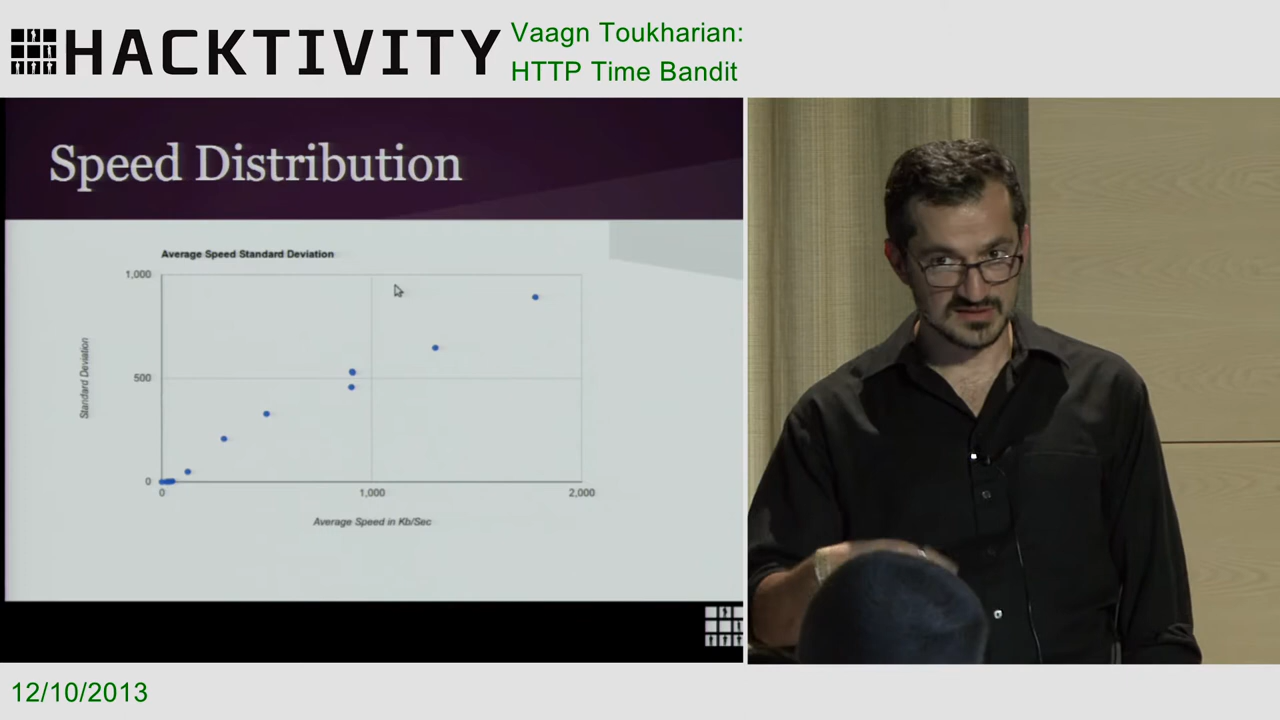 HACKTIVITY
Vaagn Toukharian:
HTTP Time Bandit
Speed Distribution
Average Speed Standard Deviation
1,000
500
0
Standard Deviation
0
1,000
2,000
Average Speed in Kb/Sec
12/10/2013